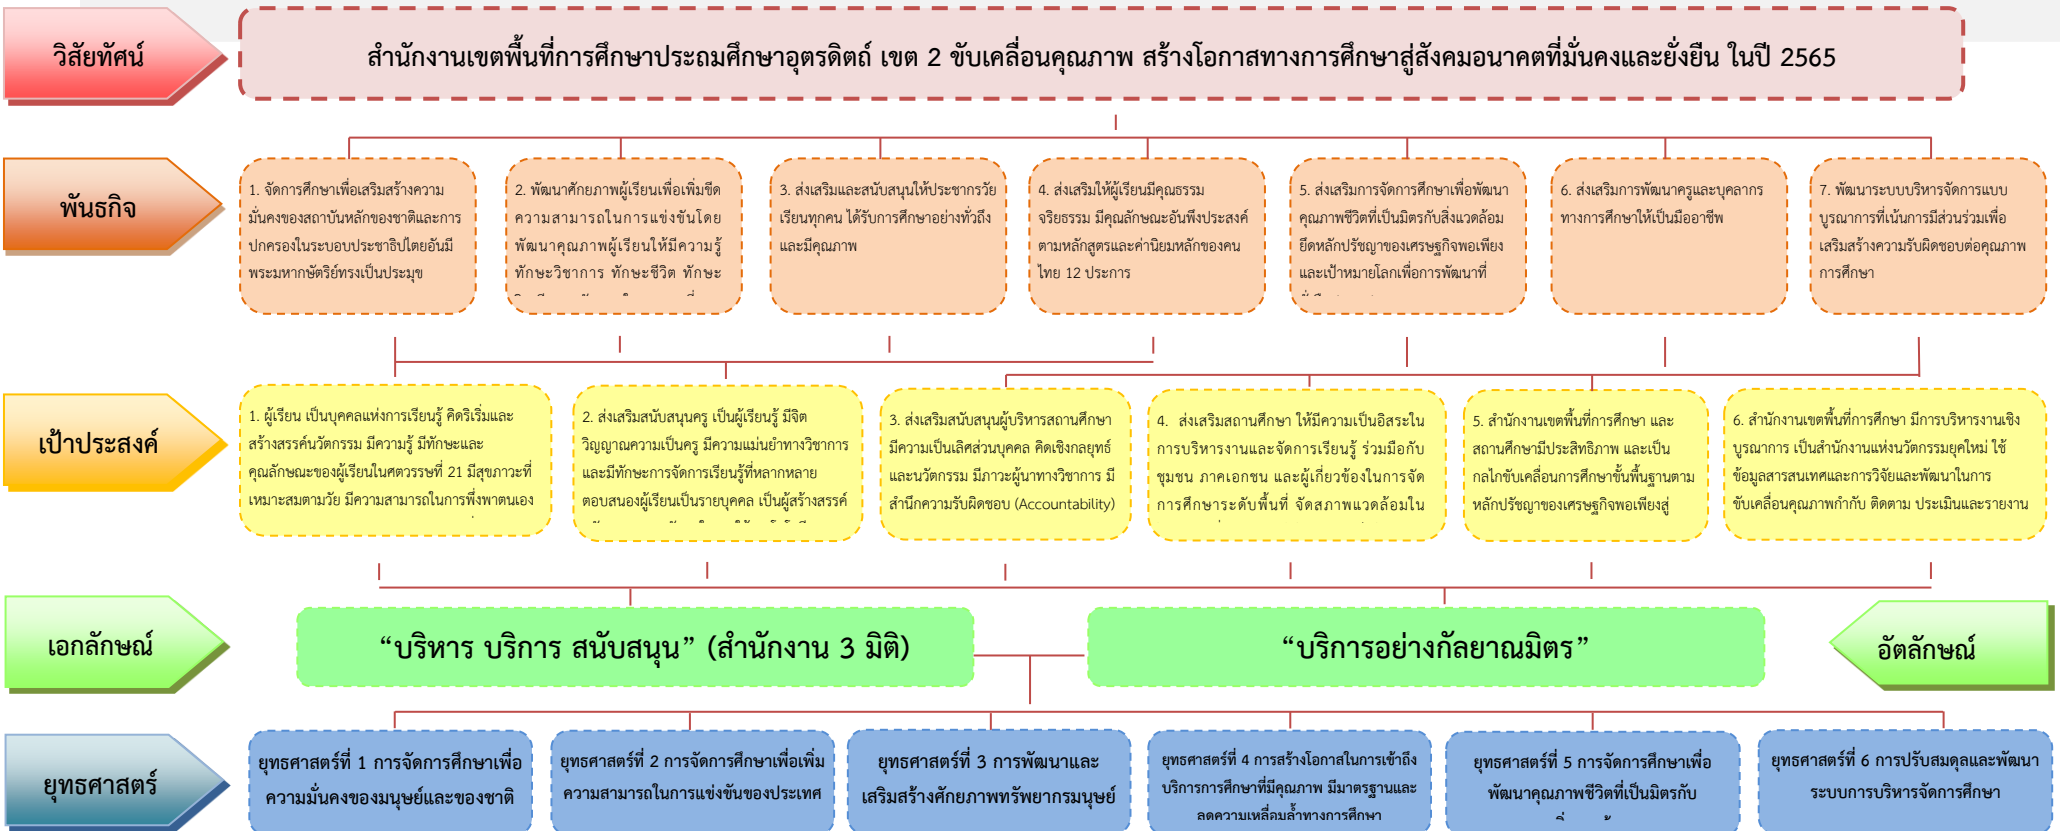 วิสัยทัศน์
สำนักงานเขตพื้นที่การศึกษาประถมศึกษาอุตรดิตถ์ เขต 2 ขับเคลื่อนคุณภาพ สร้างโอกาสทางการศึกษาสู่สังคมอนาคตที่มั่นคงและยั่งยืน ในปี 2565
พันธกิจ
1. จัดการศึกษาเพื่อเสริมสร้างความ
มั่นคงของสถาบันหลักของชาติและการ
ปกครองในระบอบประชาธิปไตยอันมี
พระมหากษัตริย์ทรงเป็นประมุข
2. พัฒนาศักยภาพผู้เรียนเพื่อเพิ่มขีด
ความสามารถในการแข่งขันโดย
พัฒนาคุณภาพผู้เรียนให้มีความรู้
ทักษะวิชาการ ทักษะชีวิต ทักษะ
3. ส่งเสริมและสนับสนุนให้ประชากรวัย
เรียนทุกคน ได้รับการศึกษาอย่างทั่วถึง
และมีคุณภาพ
4. ส่งเสริมให้ผู้เรียนมีคุณธรรม
จริยธรรม มีคุณลักษณะอันพึงประสงค์
ตามหลักสูตรและค่านิยมหลักของคน
ไทย 12 ประการ
5. ส่งเสริมการจัดการศึกษาเพื่อพัฒนา
คุณภาพชีวิตที่เป็นมิตรกับสิ่งแวดล้อม
ยึดหลักปรัชญาของเศรษฐกิจพอเพียง
และเป้าหมายโลกเพื่อการพัฒนาที่
6. ส่งเสริมการพัฒนาครูและบุคลากร
ทางการศึกษาให้เป็นมืออาชีพ
7. พัฒนาระบบบริหารจัดการแบบ
บูรณาการที่เน้นการมีส่วนร่วมเพื่อ
เสริมสร้างความรับผิดชอบต่อคุณภาพ
การศึกษา
เป้าประสงค์
1. ผู้เรียน เป็นบุคคลแห่งการเรียนรู้ คิดริเริ่มและ
สร้างสรรค์นวัตกรรม มีความรู้ มีทักษะและ
คุณลักษณะของผู้เรียนในศตวรรษที่ 21 มีสุขภาวะที่
เหมาะสมตามวัย มีความสามารถในการพึ่งพาตนเอง
2. ส่งเสริมสนับสนุนครู เป็นผู้เรียนรู้ มีจิต
วิญญาณความเป็นครู มีความแม่นยำทางวิชาการ
และมีทักษะการจัดการเรียนรู้ที่หลากหลาย
ตอบสนองผู้เรียนเป็นรายบุคคล เป็นผู้สร้างสรรค์
3. ส่งเสริมสนับสนุนผู้บริหารสถานศึกษา
มีความเป็นเลิศส่วนบุคคล คิดเชิงกลยุทธ์
และนวัตกรรม มีภาวะผู้นาทางวิชาการ มี
สำนึกความรับผิดชอบ (Accountability)
4. ส่งเสริมสถานศึกษา ให้มีความเป็นอิสระใน
การบริหารงานและจัดการเรียนรู้ ร่วมมือกับ
ชุมชน ภาคเอกชน และผู้เกี่ยวข้องในการจัด
การศึกษาระดับพื้นที่ จัดสภาพแวดล้อมใน
5. สำนักงานเขตพื้นที่การศึกษา และ
สถานศึกษามีประสิทธิภาพ และเป็น
กลไกขับเคลื่อนการศึกษาขั้นพื้นฐานตาม
หลักปรัชญาของเศรษฐกิจพอเพียงสู่
6. สำนักงานเขตพื้นที่การศึกษา มีการบริหารงานเชิง
บูรณาการ เป็นสำนักงานแห่งนวัตกรรมยุคใหม่ ใช้
ข้อมูลสารสนเทศและการวิจัยและพัฒนาในการ
ขับเคลื่อนคุณภาพกำกับ ติดตาม ประเมินและรายงาน
เอกลักษณ์
“บริหาร บริการ สนับสนุน” (สำนักงาน 3 มิติ)
“บริการอย่างกัลยาณมิตร”
อัตลักษณ์
ยุทธศาสตร์
ยุทธศาสตร์ที่ 1 การจัดการศึกษาเพื่อ
ความมั่นคงของมนุษย์และของชาติ
ยุทธศาสตร์ที่ 2 การจัดการศึกษาเพื่อเพิ่ม
ความสามารถในการแข่งขันของประเทศ
ยุทธศาสตร์ที่ 3 การพัฒนาและ
เสริมสร้างศักยภาพทรัพยากรมนุษย์
ยุทธศาสตร์ที่ 4 การสร้างโอกาสในการเข้าถึง
บริการการศึกษาที่มีคุณภาพ มีมาตรฐานและ
ลดความเหลื่อมล้ำทางการศึกษา
ยุทธศาสตร์ที่ 5 การจัดการศึกษาเพื่อ
พัฒนาคุณภาพชีวิตที่เป็นมิตรกับ
ยุทธศาสตร์ที่ 6 การปรับสมดุลและพัฒนา
ระบบการบริหารจัดการศึกษา